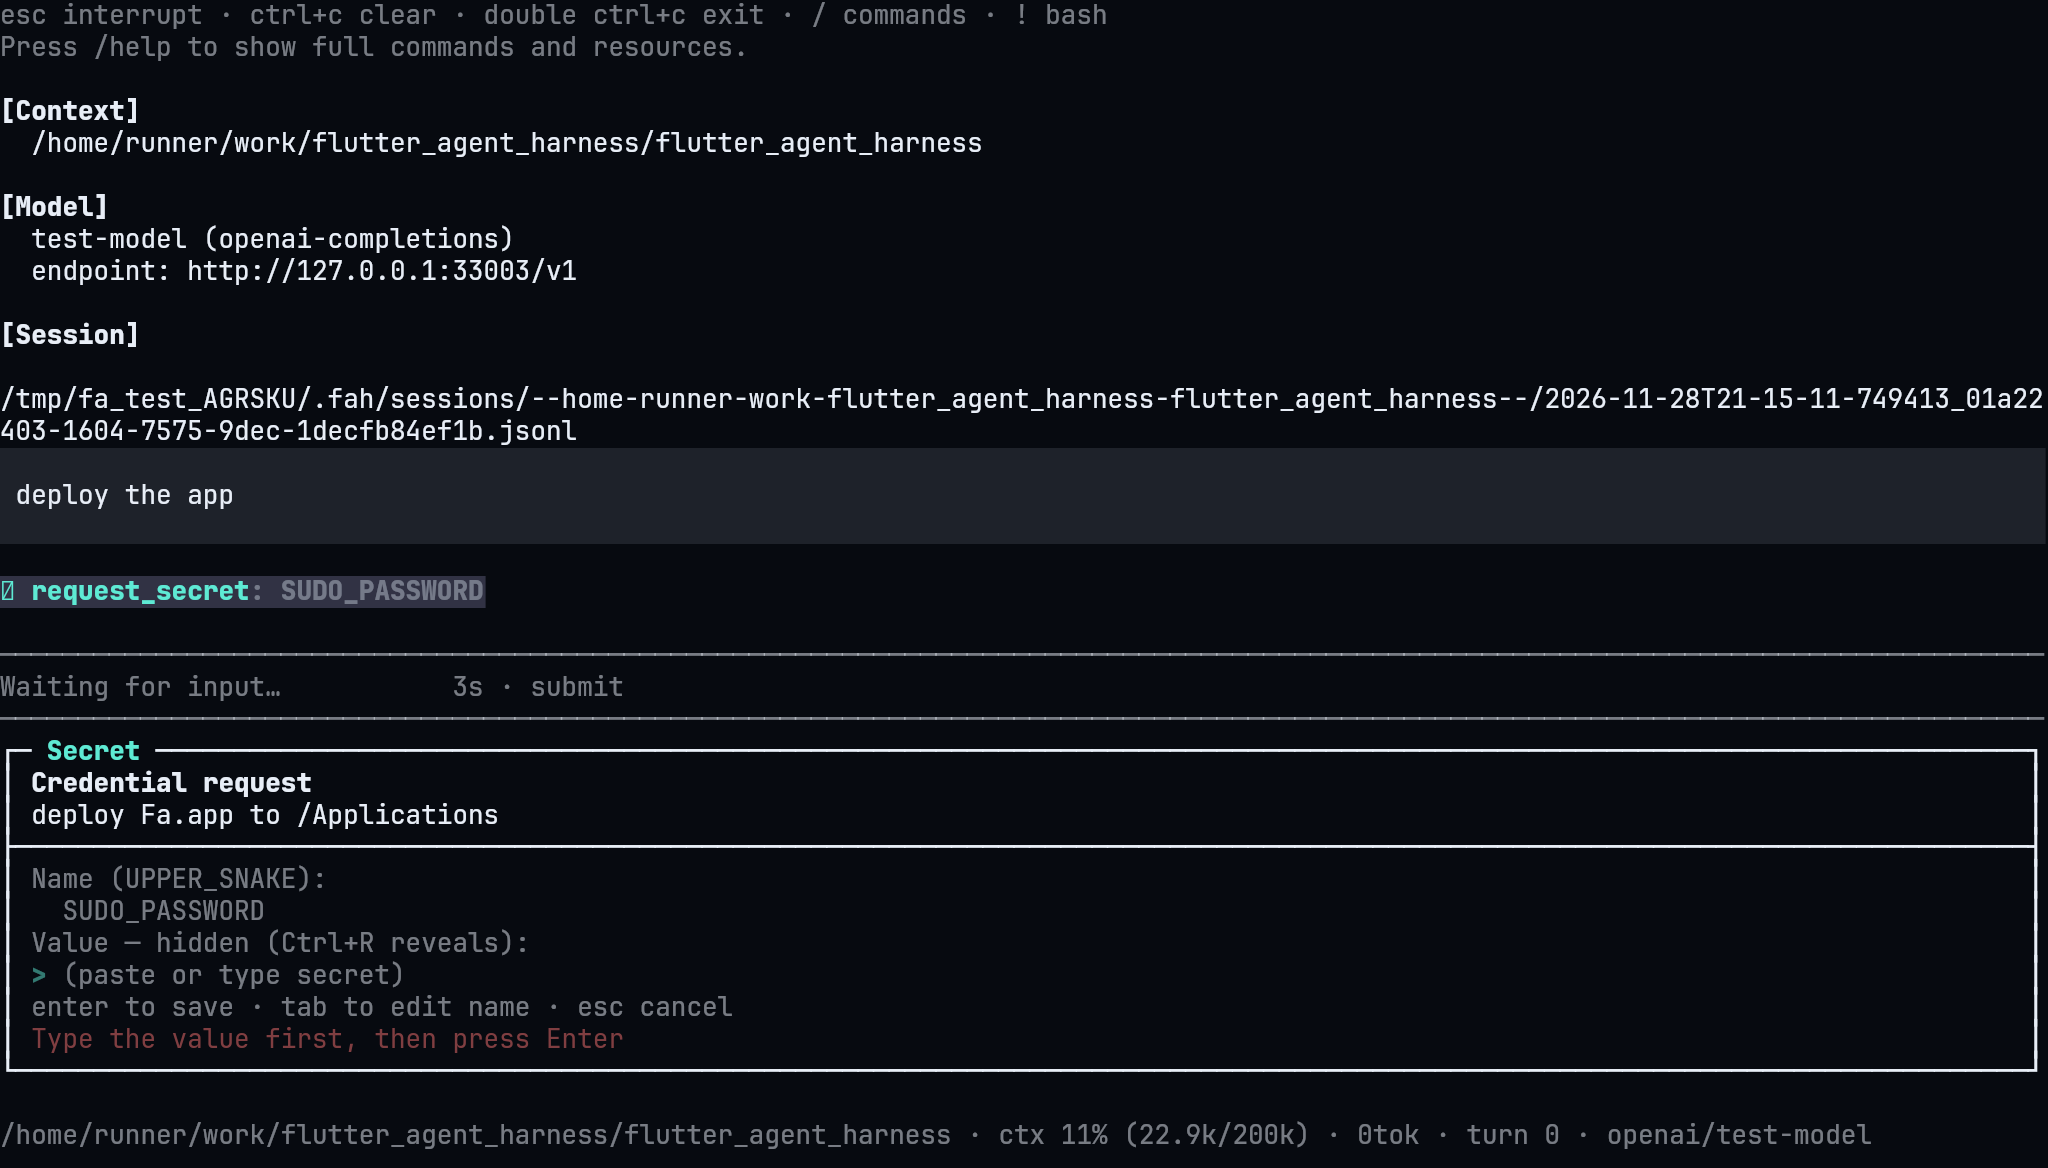 esc interrupt · ctrl+c clear · double ctrl+c exit · / commands · ! bash
Press /help to show full commands and resources.
[Context]
/home/runner/work/flutter_agent_harness/flutter_agent_harness
[Model]
test-model (openai-completions)
endpoint: http://127.0.0.1:33003/v1
[Session]
/tmp/fa_test_AGRSKU/.fah/sessions/--home-runner-work-flutter_agent_harness-flutter_agent_harness--/2026-11-28T21-15-11-749413_01a22
403-1604-7575-9dec-1decfb84ef1b.jsonl
deploy the app
request_secret: SUDO_PASSWORD
Waiting for input… 3s · submit
Secret
Credential request
deploy Fa.app to /Applications
Name (UPPER_SNAKE):
SUDO_PASSWORD
Value — hidden (Ctrl+R reveals):
> (paste or type secret)
enter to save · tab to edit name · esc cancel
Type the value first, then press Enter
/home/runner/work/flutter_agent_harness/flutter_agent_harness · ctx 11% (22.9k/200k) · 0tok · turn 0 · openai/test-model